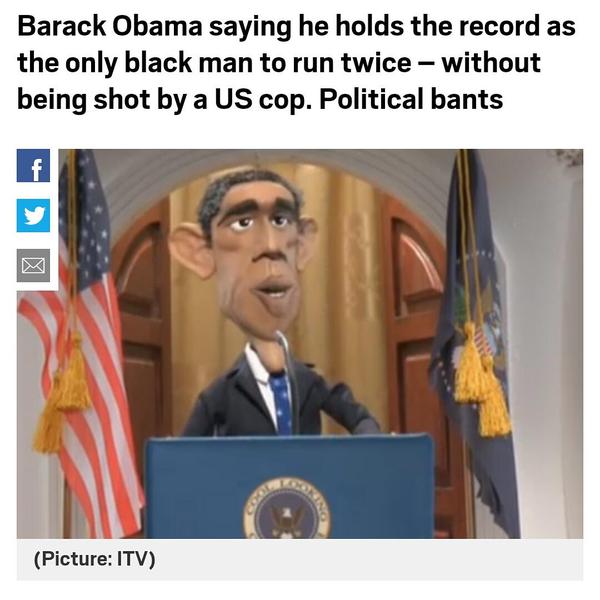 Barack Obama saying he holds the record as
the only black man to run twice – without
being shot by a US cop. Political bants
COOL LOOKING
(Picture: ITV)